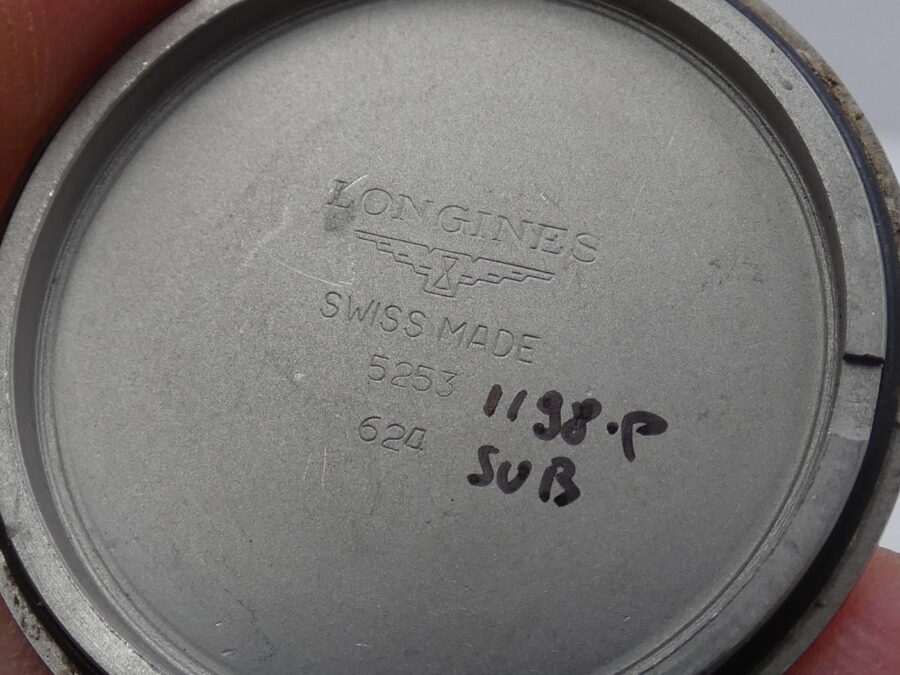 LONGINES
SWISS MADE
5253
624
1198.P
SUB